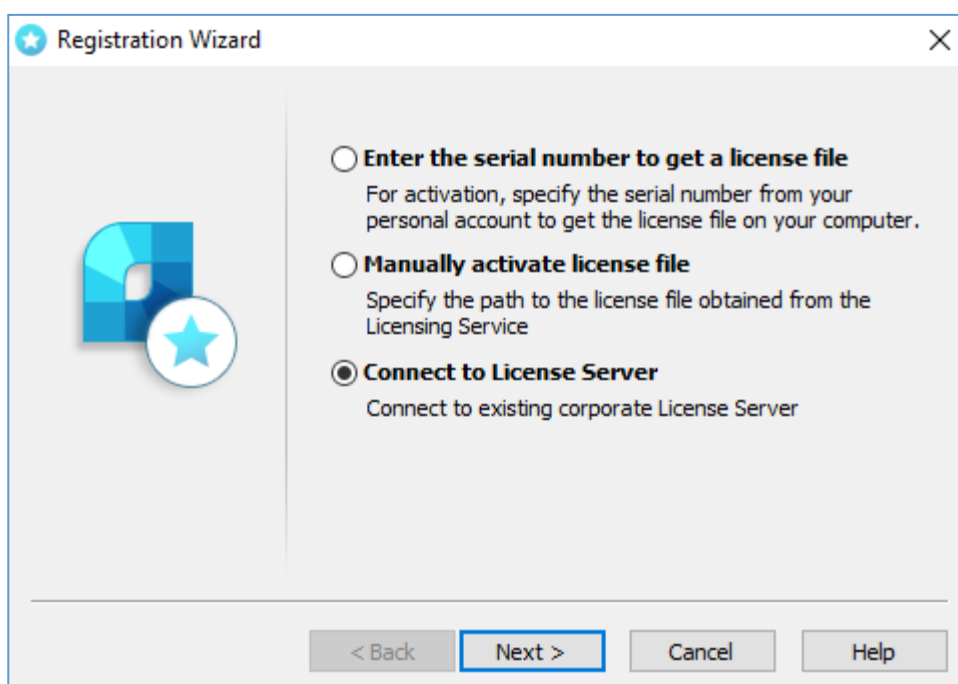 Registration Wizard
Enter the serial number to get a license file
For activation, specify the serial number from your
personal account to get the license file on your computer.
Manually activate license file
Specify the path to the license file obtained from the
Licensing Service
Connect to License Server
Connect to existing corporate License Server
< Back Next > Cancel Help